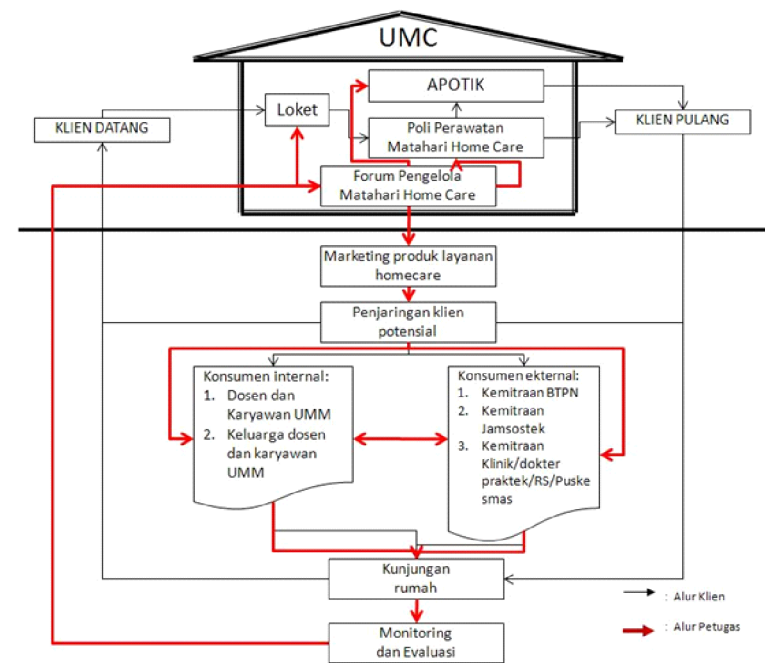 UMC
APOTIK
Loket
KLIEN DATANG
Poli Perawatan
Matahari Home Care
KLIEN PULANG
Forum Pengelola
Matahari Home Care
Marketing produk layanan
homecare
Penjaringan klien
potensial
Konsumen internal:
1. Dosen dan
Karyawan UMM
2. Keluarga dosen
dan karyawan
UMM
Konsumen ekternal:
1. Kemitraan BTPN
2. Kemitraan
Jamsostek
3. Kemitraan
Klinik/dokter
praktek/RS/Puske
smas
Kunjungan
rumah
Monitoring
dan Evaluasi
: Alur Klien
: Alur Petugas